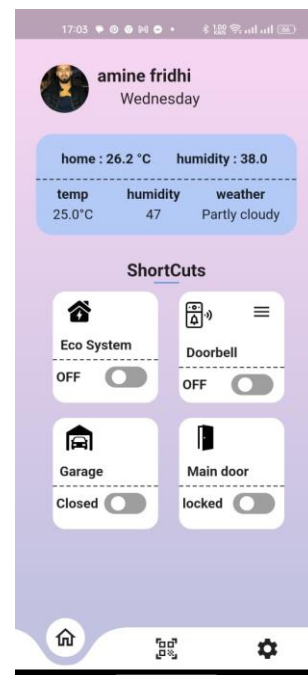 17:03
amine fridhi
Wednesday
home : 26.2 °C humidity : 38.0
temp humidity weather
25.0°C 47 Partly cloudy
ShortCuts
Eco System
OFF
Doorbell
OFF
Garage
Closed
Main door
locked